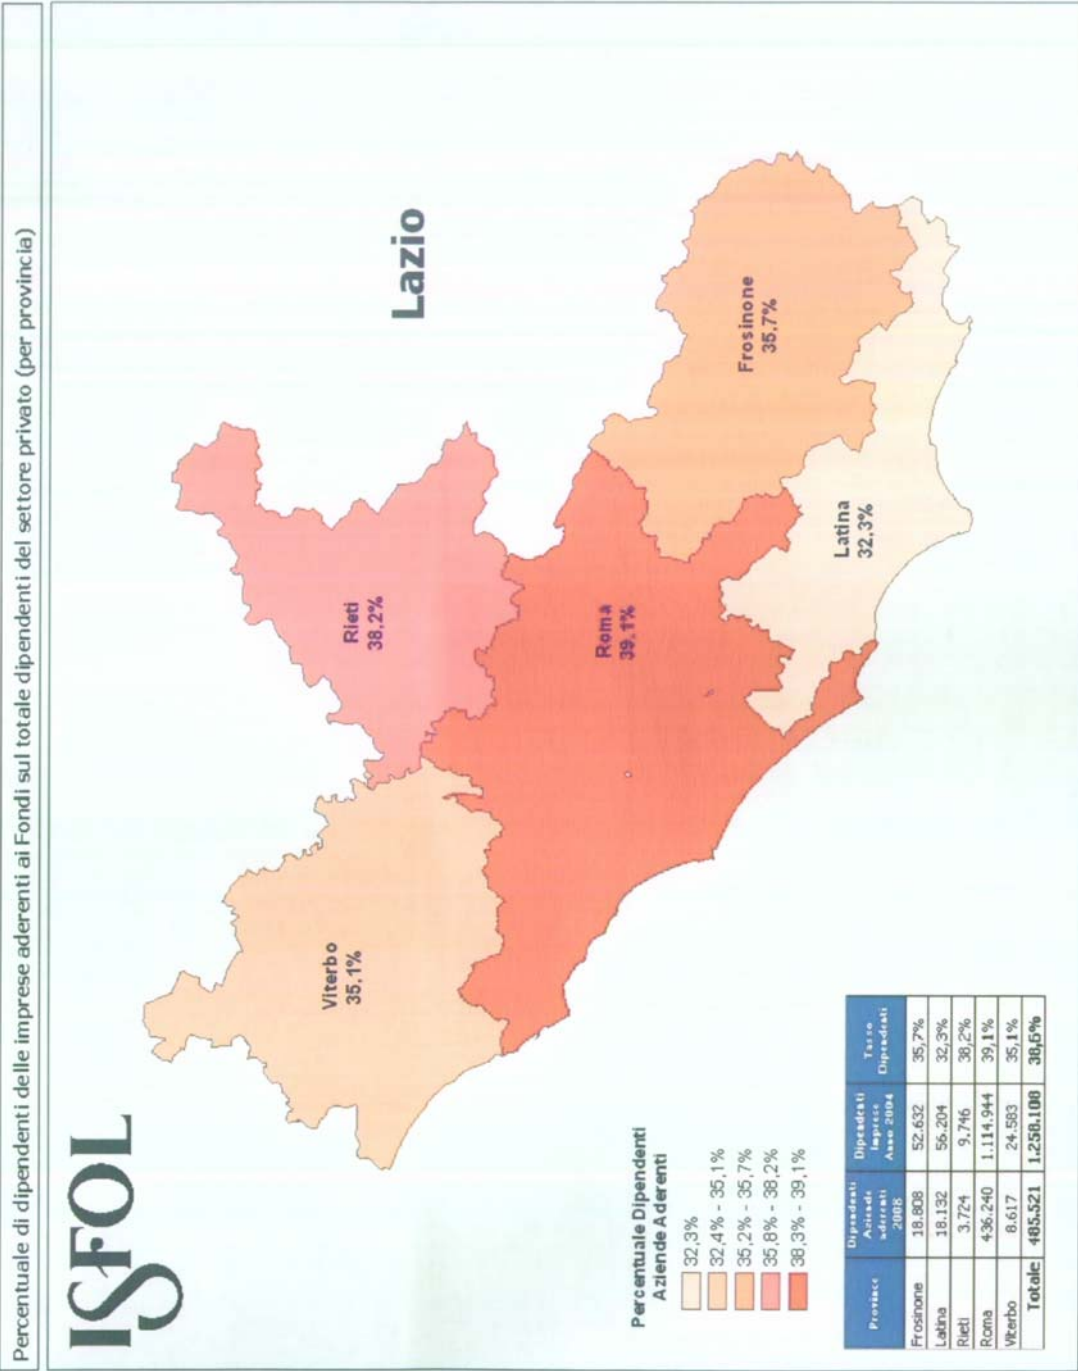 Percentuale di dipendenti delle imprese aderenti ai Fondi sul totale dipendenti del settore privato (per provincia)
ISFOL
Lazio
Viterbo
35,1%
Rieti
38,2%
Roma
39,1%
Frosinone
35,7%
Latina
32,3%
Percentuale Dipendenti
Aziende Aderenti
32,3%
32,4% - 35,1%
35,2% - 35,7%
35,8% - 38,2%
38,3% - 39,1%
Province Dipendenti Aziende aderenti 2008 Dipendenti Imprese Anno 2004 Tasso Dipendenti
Frosinone 18.808 52.632 35,7%
Latina 18.132 56.204 32,3%
Rieti 3.724 9.746 38,2%
Roma 436.240 1.114.944 39,1%
Viterbo 8.617 24.583 35,1%
Totale 485.521 1.258.108 38,6%